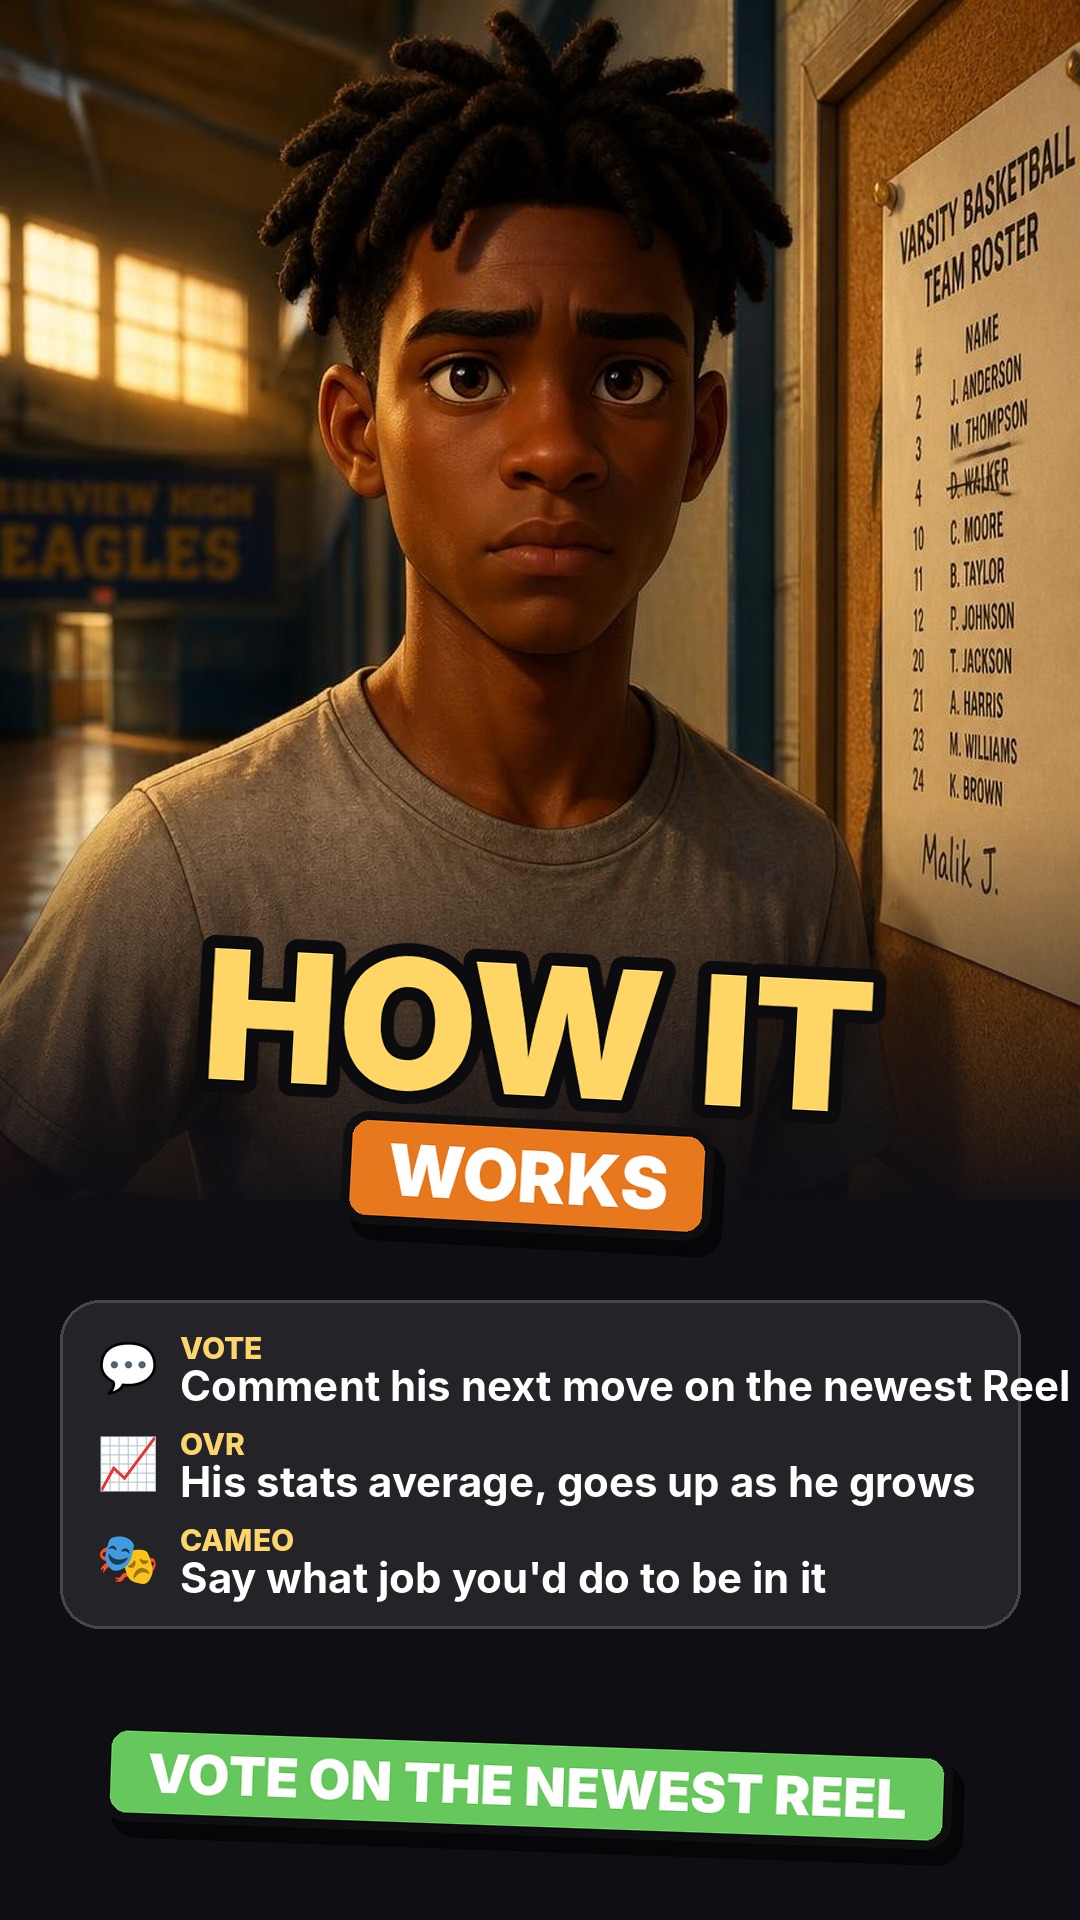 VARSITY BASKETBALL
TEAM ROSTER
# NAME
2 J. ANDERSON
3 M. THOMPSON
4 D. WALKER
10 C. MOORE
11 B. TAYLOR
12 P. JOHNSON
20 T. JACKSON
21 A. HARRIS
23 M. WILLIAMS
24 K. BROWN
Malik J.
VIEW HIGH
EAGLES
HOW IT
WORKS
VOTE
Comment his next move on the newest Reel
OVR
His stats average, goes up as he grows
CAMEO
Say what job you'd do to be in it
VOTE ON THE NEWEST REEL